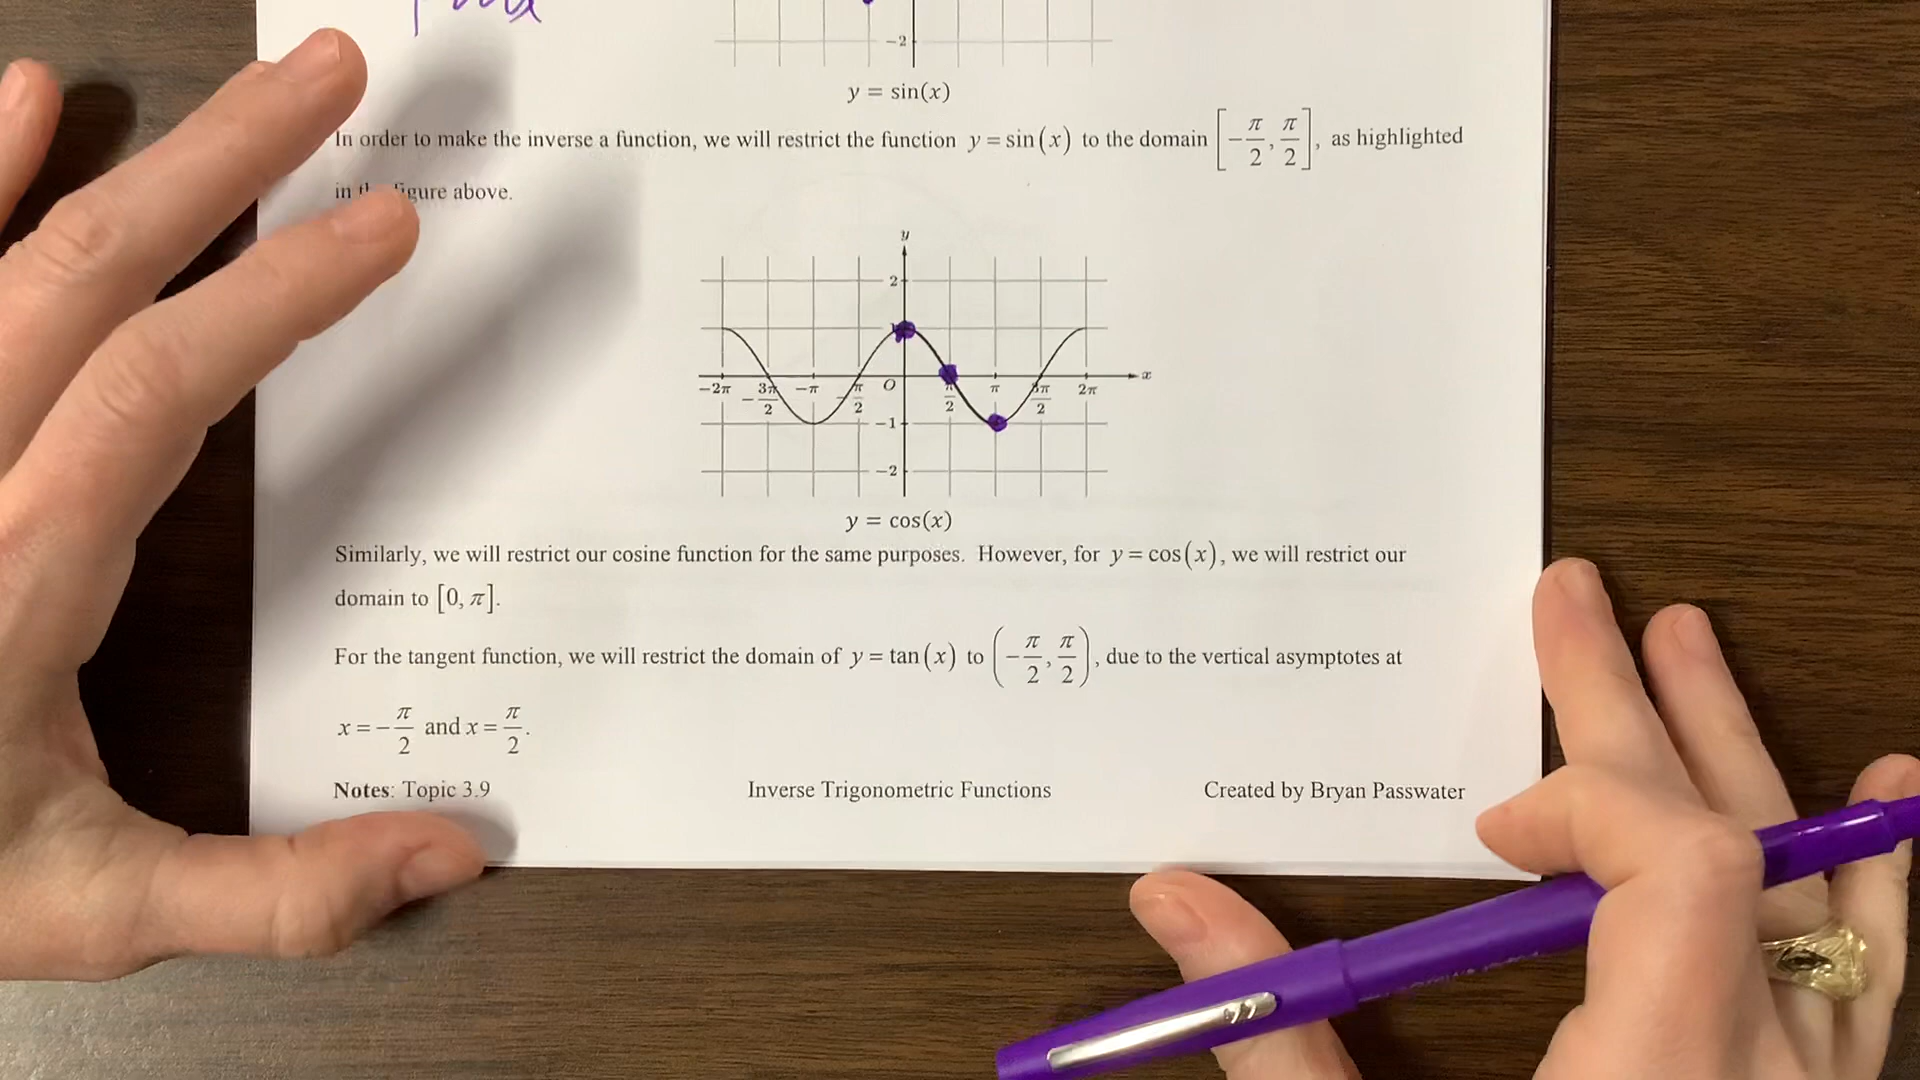 -2
y = sin(x)
In order to make the inverse a function, we will restrict the function y = sin(x) to the domain [-π/2, π/2], as highlighted
in figure above.
y
2
-2π -3π/2 -π -π/2 O π/2 π 3π/2 2π x
-1
-2
y = cos(x)
Similarly, we will restrict our cosine function for the same purposes. However, for y = cos(x), we will restrict our
domain to [0, π].
For the tangent function, we will restrict the domain of y = tan(x) to (-π/2, π/2), due to the vertical asymptotes at
x = -π/2 and x = π/2.
Notes: Topic 3.9 Inverse Trigonometric Functions Created by Bryan Passwater